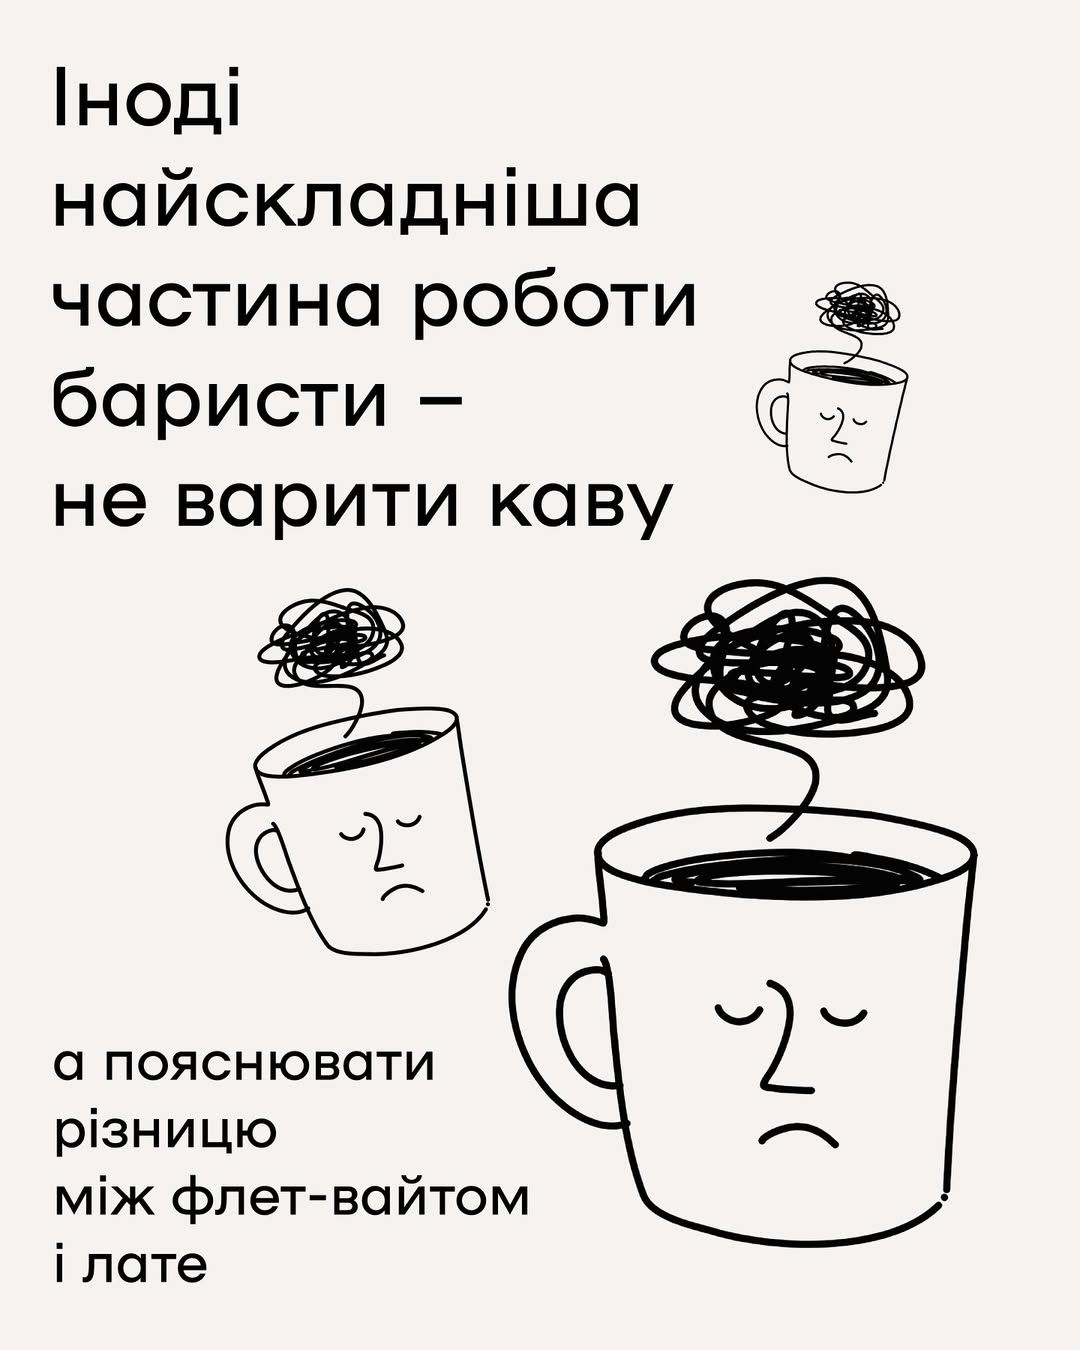 Іноді
найскладніша
частина роботи
баристи –
не варити каву
а пояснювати
різницю
між флет-вайтом
і лате